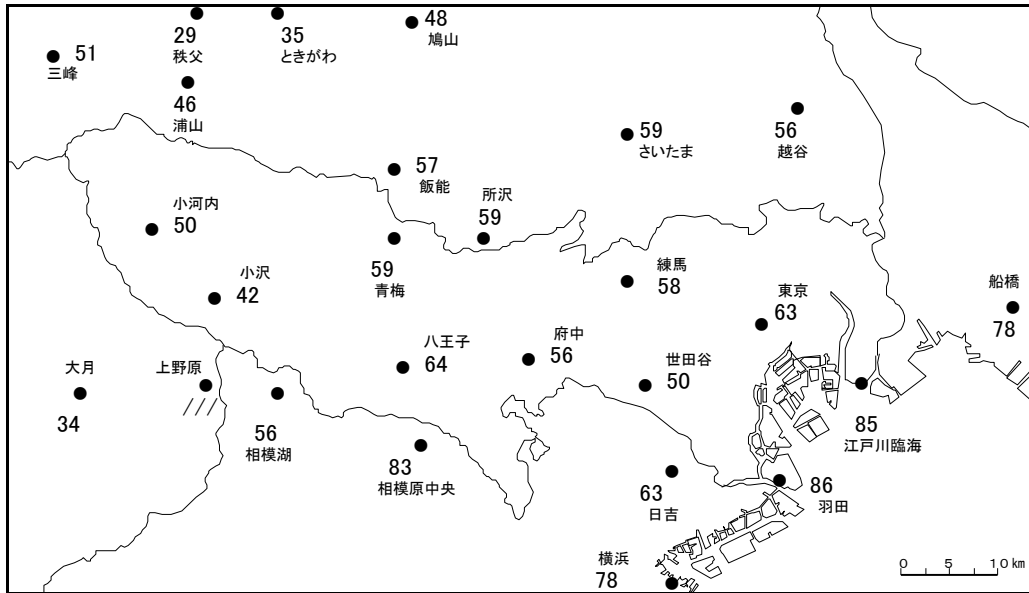 48
鳩山
29
秩父
35
ときがわ
51
三峰
46
浦山
59
さいたま
56
越谷
57
飯能
所沢
59
小河内
50
59
青梅
小沢
42
練馬
58
東京
63
船橋
78
八王子
64
府中
56
世田谷
50
大月
34
上野原
///
56
相模湖
85
江戸川臨海
83
相模原中央
63
日吉
86
羽田
横浜
78
0 5 10km